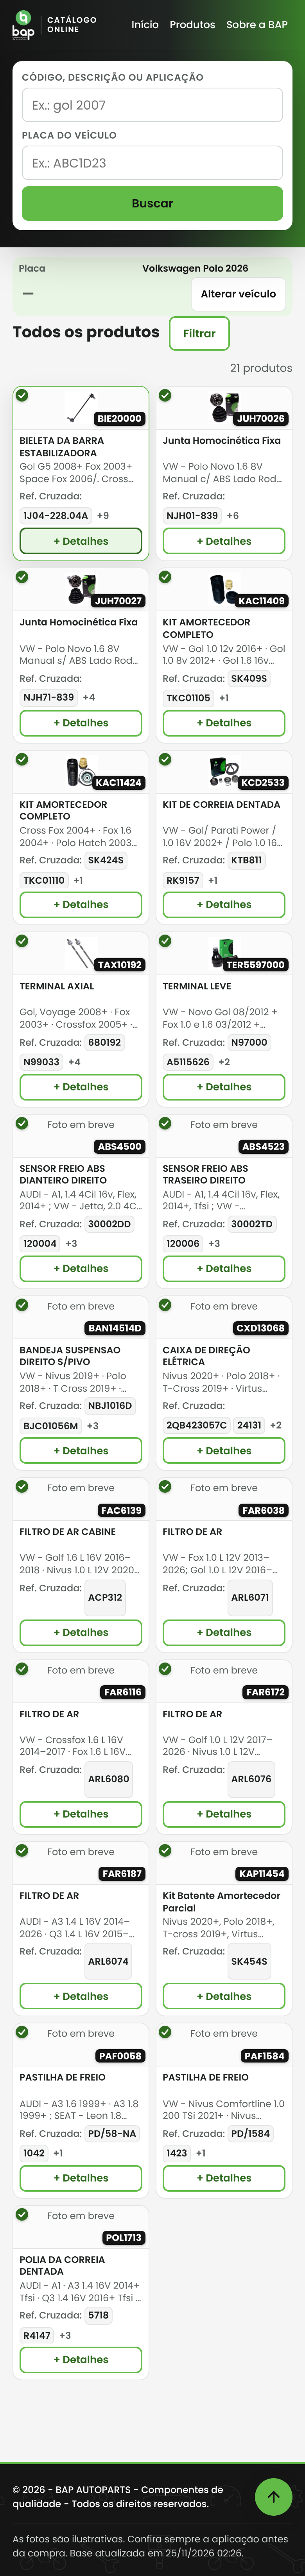 bap
CATÁLOGO
ONLINE
Início Produtos Sobre a BAP
CÓDIGO, DESCRIÇÃO OU APLICAÇÃO
Ex.: gol 2007
PLACA DO VEÍCULO
Ex.: ABC1D23
Buscar
Placa
—
Volkswagen Polo 2026
Alterar veículo
Todos os produtos
Filtrar
21 produtos
BIE20000
BIELETA DA BARRA
ESTABILIZADORA
Gol G5 2008+ Fox 2003+
Space Fox 2006/. Cross...
Ref. Cruzada:
1J04-228.04A +9
+ Detalhes
JUH70026
Junta Homocinética Fixa
VW - Polo Novo 1.6 8V
Manual c/ ABS Lado Rod...
Ref. Cruzada:
NJH01-839 +6
+ Detalhes
JUH70027
Junta Homocinética Fixa
VW - Polo Novo 1.6 8V
Manual s/ ABS Lado Rod...
Ref. Cruzada:
NJH71-839 +4
+ Detalhes
KAC11409
KIT AMORTECEDOR
COMPLETO
VW - Gol 1.0 12v 2016+ · Gol
1.0 8v 2012+ · Gol 1.6 16v...
Ref. Cruzada: SK409S
TKC01105 +1
+ Detalhes
KAC11424
KIT AMORTECEDOR
COMPLETO
Cross Fox 2004+ · Fox 1.6
2004+ · Polo Hatch 2003...
Ref. Cruzada: SK424S
TKC01110 +1
+ Detalhes
KCD2533
KIT DE CORREIA DENTADA
VW - Gol/ Parati Power /
1.0 16V 2002+ / Polo 1.0 16...
Ref. Cruzada: KTB811
RK9157 +1
+ Detalhes
TAX10192
TERMINAL AXIAL
Gol, Voyage 2008+ · Fox
2003+ · Crossfox 2005+ ·...
Ref. Cruzada: 680192
N99033 +4
+ Detalhes
TER5597000
TERMINAL LEVE
VW - Novo Gol 08/2012 +
Fox 1.0 e 1.6 03/2012 +...
Ref. Cruzada: N97000
A5115626 +2
+ Detalhes
Foto em breve
ABS4500
SENSOR FREIO ABS
DIANTEIRO DIREITO
AUDI - A1, 1.4 4Cil 16v, Flex,
2014+ ; VW - Jetta, 2.0 4C...
Ref. Cruzada: 30002DD
120004 +3
+ Detalhes
Foto em breve
ABS4523
SENSOR FREIO ABS
TRASEIRO DIREITO
AUDI - A1, 1.4 4Cil 16v, Flex,
2014+, Tfsi ; VW -...
Ref. Cruzada: 30002TD
120006 +3
+ Detalhes
Foto em breve
BAN14514D
BANDEJA SUSPENSAO
DIREITO S/PIVO
VW - Nivus 2019+ · Polo
2018+ · T Cross 2019+ ·...
Ref. Cruzada: NBJ1016D
BJC01056M +3
+ Detalhes
Foto em breve
CXD13068
CAIXA DE DIREÇÃO
ELÉTRICA
Nivus 2020+ · Polo 2018+ ·
T-Cross 2019+ · Virtus...
Ref. Cruzada:
2QB423057C 24131 +2
+ Detalhes
Foto em breve
FAC6139
FILTRO DE AR CABINE
VW - Golf 1.6 L 16V 2016–
2018 · Nivus 1.0 L 12V 2020...
Ref. Cruzada: ACP312
+ Detalhes
Foto em breve
FAR6038
FILTRO DE AR
VW - Fox 1.0 L 12V 2013–
2026; Gol 1.0 L 12V 2016–...
Ref. Cruzada: ARL6071
+ Detalhes
Foto em breve
FAR6116
FILTRO DE AR
VW - Crossfox 1.6 L 16V
2014–2017 · Fox 1.6 L 16V...
Ref. Cruzada: ARL6080
+ Detalhes
Foto em breve
FAR6172
FILTRO DE AR
VW - Golf 1.0 L 12V 2017–
2026 · Nivus 1.0 L 12V...
Ref. Cruzada: ARL6076
+ Detalhes
Foto em breve
FAR6187
FILTRO DE AR
AUDI - A3 1.4 L 16V 2014–
2026 · Q3 1.4 L 16V 2015–...
Ref. Cruzada: ARL6074
+ Detalhes
Foto em breve
KAP11454
Kit Batente Amortecedor
Parcial
Nivus 2020+, Polo 2018+,
T-cross 2019+, Virtus...
Ref. Cruzada: SK454S
+ Detalhes
Foto em breve
PAF0058
PASTILHA DE FREIO
AUDI - A3 1.6 1999+ · A3 1.8
1999+ ; SEAT - Leon 1.8...
Ref. Cruzada: PD/58-NA
1042 +1
+ Detalhes
Foto em breve
PAF1584
PASTILHA DE FREIO
VW - Nivus Comfortline 1.0
200 TSi 2021+ · Nivus...
Ref. Cruzada: PD/1584
1423 +1
+ Detalhes
Foto em breve
POL1713
POLIA DA CORREIA
DENTADA
AUDI - A1 · A3 1.4 16V 2014+
Tfsi · Q3 1.4 16V 2016+ Tfsi ...
Ref. Cruzada: 5718
R4147 +3
+ Detalhes
© 2026 - BAP AUTOPARTS - Componentes de
qualidade - Todos os direitos reservados.
As fotos são ilustrativas. Confira sempre a aplicação antes
da compra. Base atualizada em 25/11/2026 02:26.